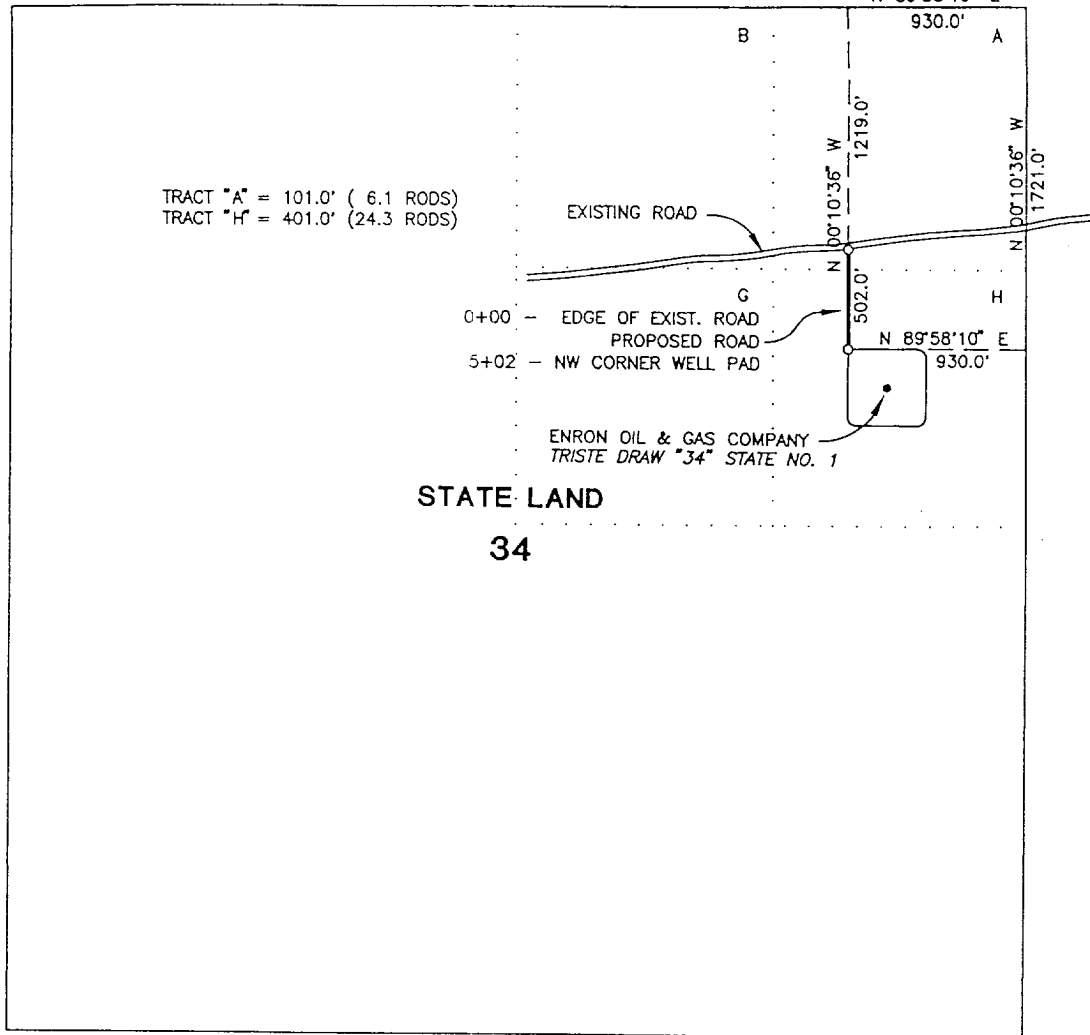 930.0'
B
A
1219.0'
N 00°10'36" W
N 00°10'36" W
1721.0'
TRACT "A" = 101.0' ( 6.1 RODS)
TRACT "H" = 401.0' (24.3 RODS)
EXISTING ROAD
502.0'
G
H
0+00 - EDGE OF EXIST. ROAD
PROPOSED ROAD
5+02 - NW CORNER WELL PAD
N 89°58'10" E
930.0'
ENRON OIL & GAS COMPANY
TRISTE DRAW "34" STATE NO. 1
STATE LAND
34